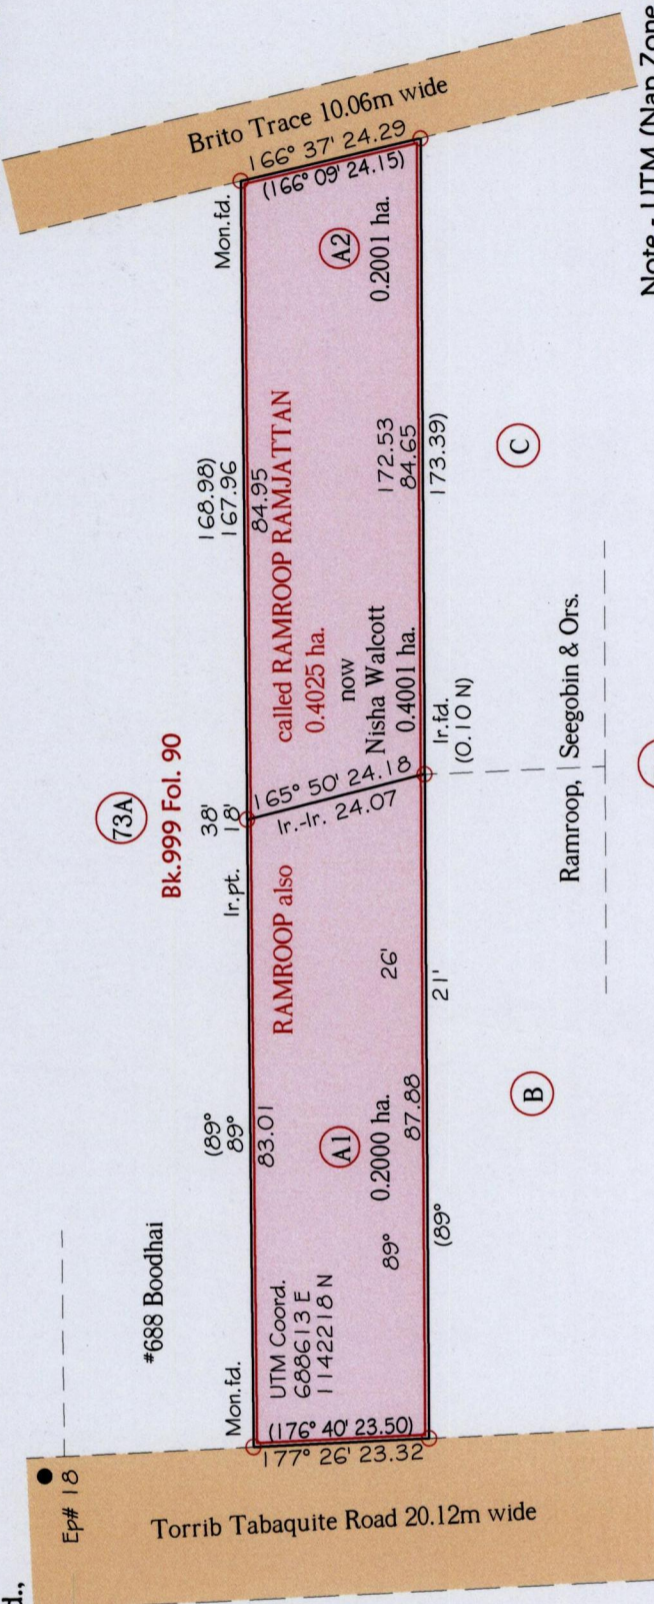 Brito Trace 10.06m wide
166° 37' 24.29
(166° 09' 24.15)
Mon.fd.
A2
0.2001 ha.
168.98)
167.96
84.95
172.53
84.65
173.39)
C
called RAMROOP RAMJATTAN
0.4025 ha.
now
Nisha Walcott
0.4001 ha.
Ir.fd.
(0.10 N)
73A
Bk.999 Fol. 90
38'
18'
Ir.pt.
165° 50' 24.18
Ir.-Ir. 24.07
Ramroop, Seegobin & Ors.
RAMROOP also
26'
21'
(89°
89°
83.01
A1
0.2000 ha.
87.88
B
89°
(89°
#688 Boodhai
Mon.fd.
UTM Coord.
688613 E
1142218 N
(176° 40' 23.50)
177° 26' 23.32
Ep# 18
Torrib Tabaquite Road 20.12m wide
d.,
Note - UTM (Nap Zone